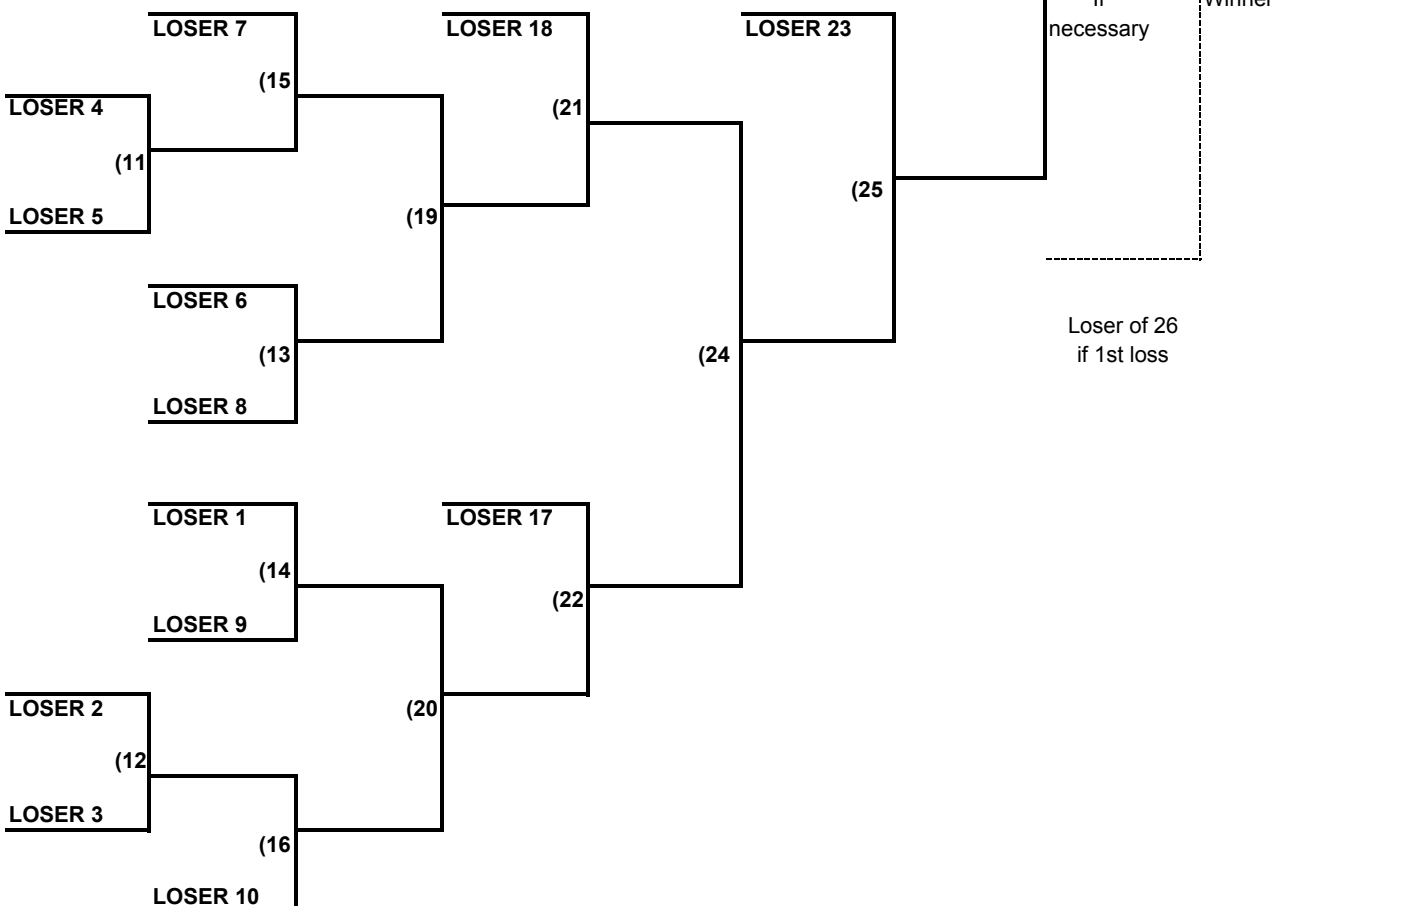 If
Winner
LOSER 7
LOSER 18
LOSER 23
necessary
(15
LOSER 4
(21
(11
(25
LOSER 5
(19
LOSER 6
Loser of 26
(13
(24
if 1st loss
LOSER 8
LOSER 1
LOSER 17
(14
(22
LOSER 9
LOSER 2
(20
(12
LOSER 3
(16
LOSER 10